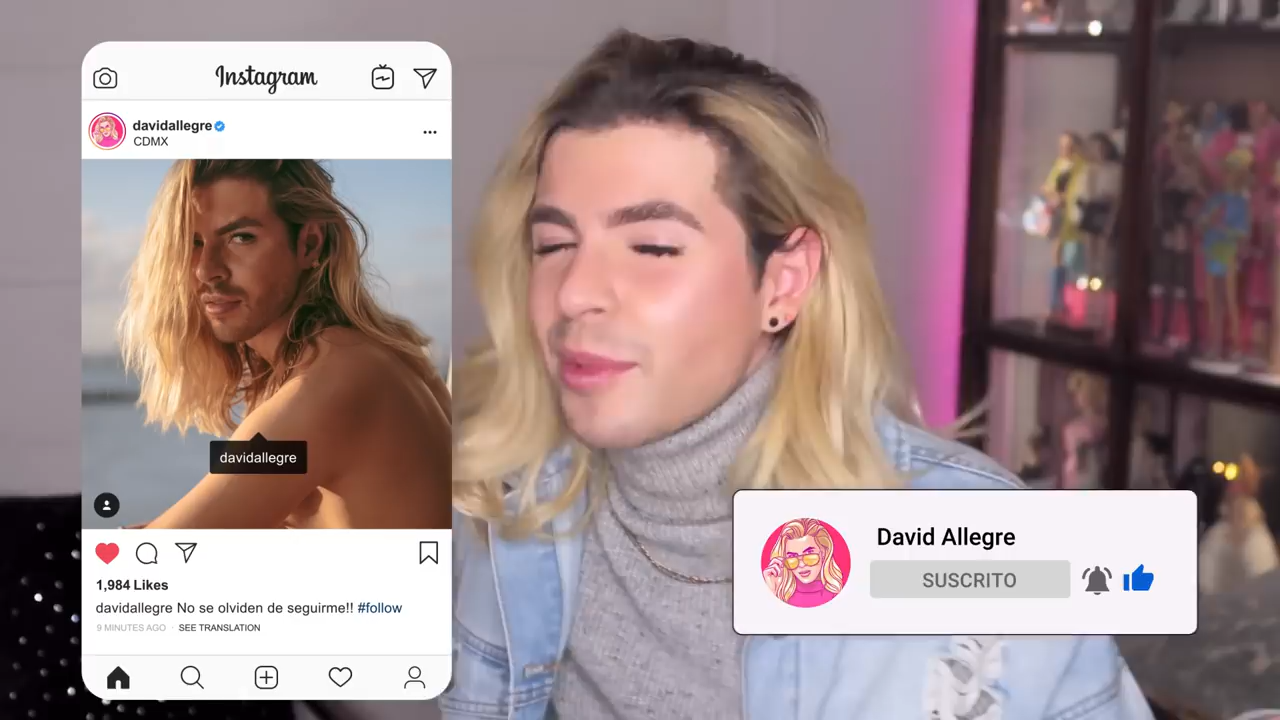 Instagram
davidallegre
CDMX
davidallegre
1,984 Likes
davidallegre No se olviden de seguirme!! #follow
9 MINUTES AGO · SEE TRANSLATION
David Allegre
SUSCRITO